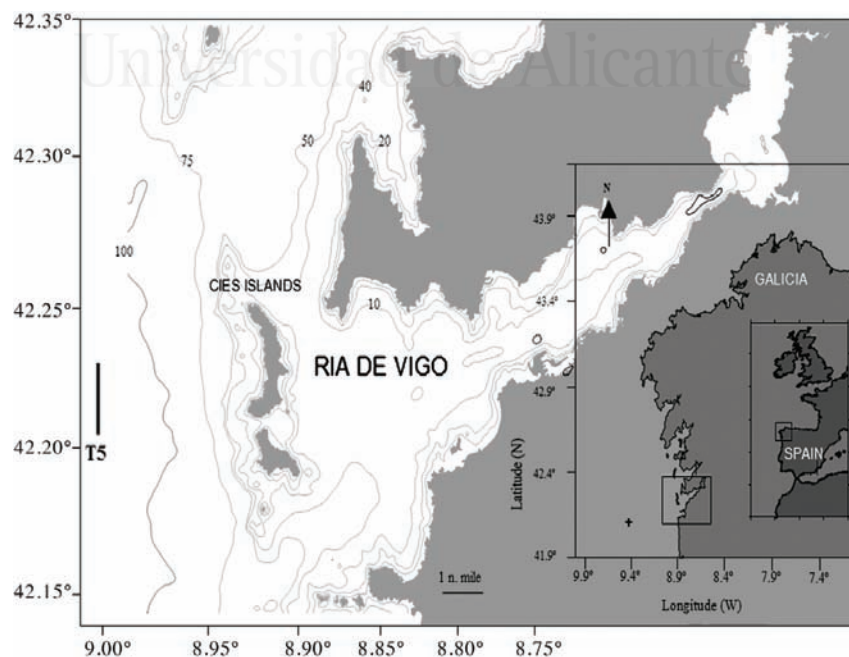 Universidad de Alicante
42.35°
42.30°
42.25°
42.20°
42.15°
9.00°
8.95°
8.90°
8.85°
8.80°
8.75°
40
50
20
75
100
10
CIES ISLANDS
RIA DE VIGO
T5
1 n. mile
N
43.9°
43.4°
42.9°
42.4°
41.9°
Latitude (N)
GALICIA
SPAIN
9.9°
9.4°
8.9°
8.4°
7.9°
7.4°
Longitude (W)